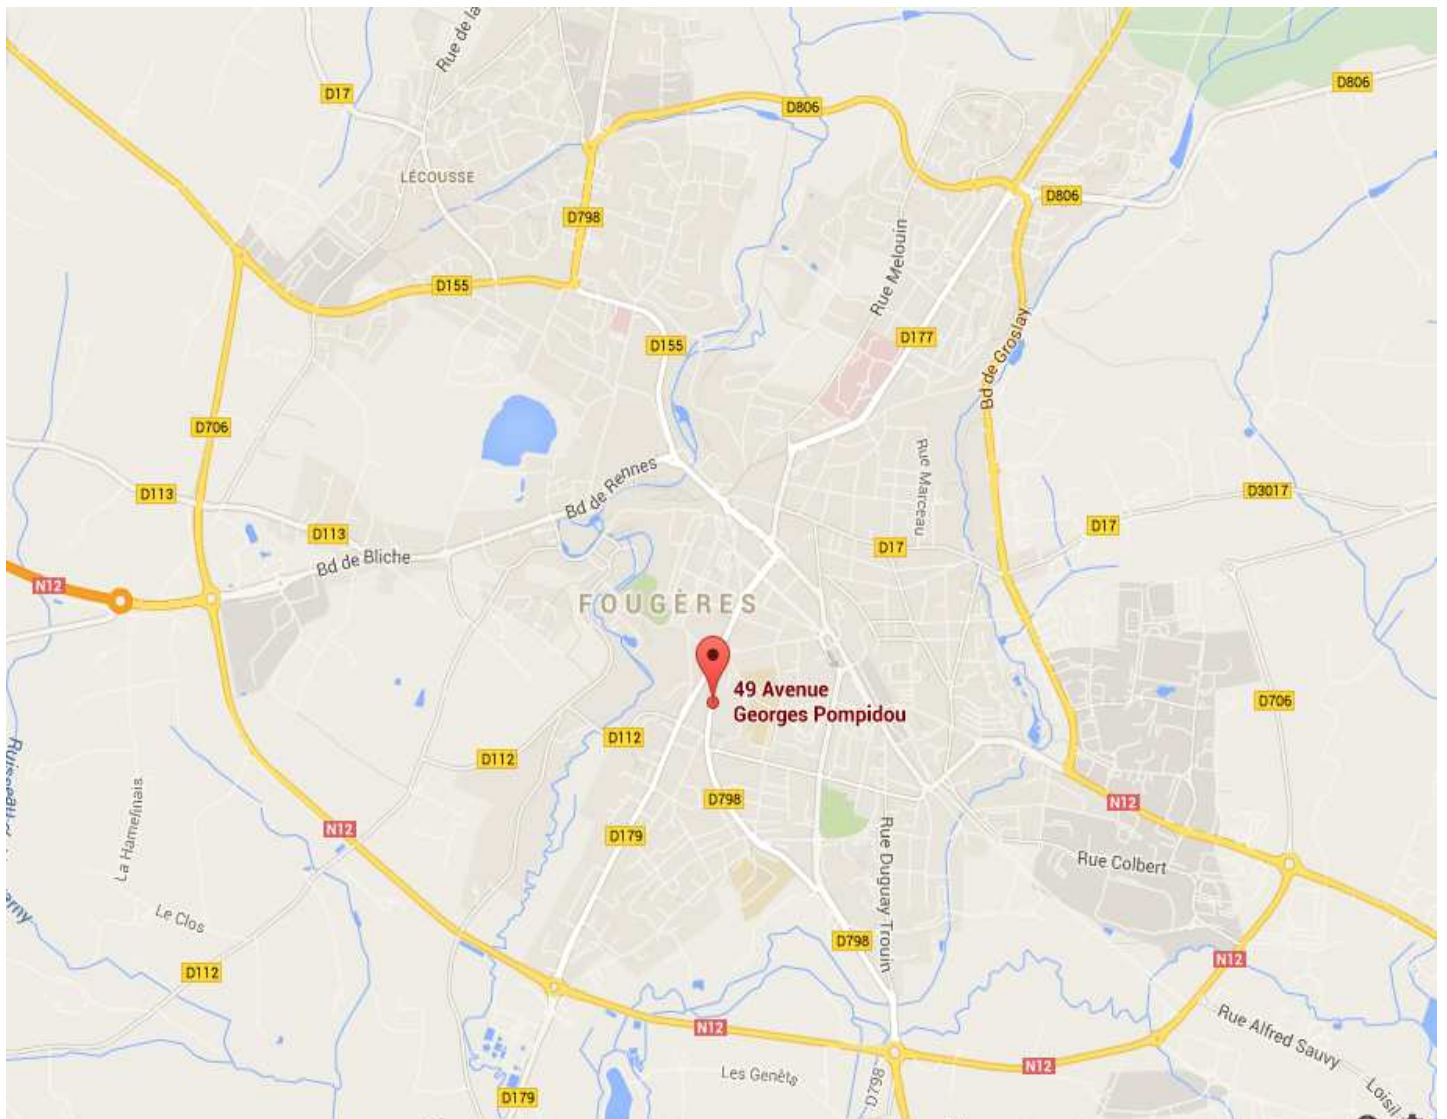 Rue de la
D17
D806
D806
LÉCOUSSE
D806
D798
Rue Melouin
D155
Bd de Groslay
D177
D155
D706
Rue Marceau
Bd de Rennes
D113
D3017
D17
D113
D17
Bd de Bliche
N12
FOUGÈRES
49 Avenue
Georges Pompidou
D706
D112
D112
D798
N12
La Hamefinais
N12
D179
Rue Duguay Trouin
Rue Colbert
Le Clos
D798
D112
N12
N12
Rue Alfred Sauvy
N12
Les Genêts
D798
D179